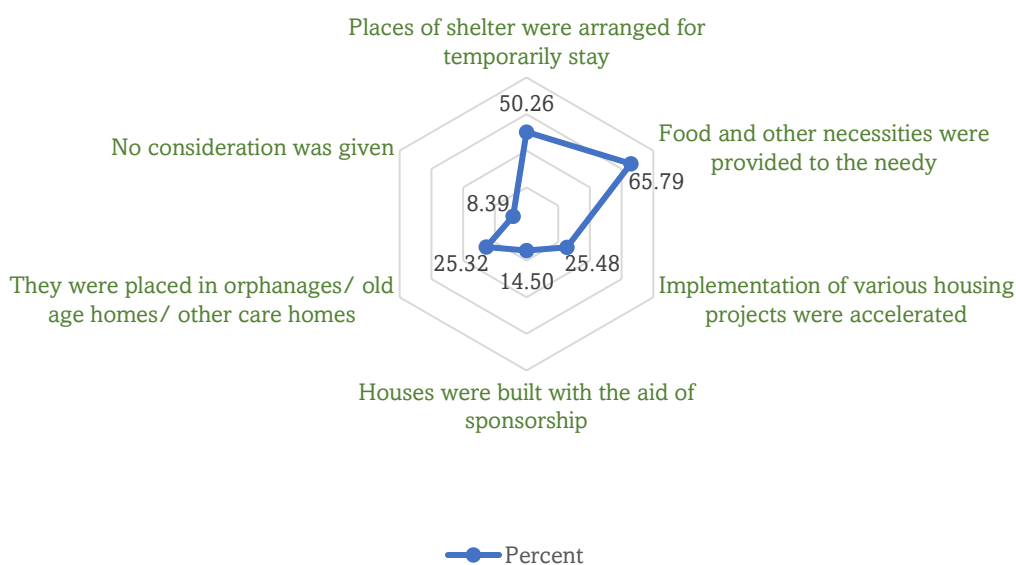 Places of shelter were arranged for
temporarily stay
50.26
Food and other necessities were
provided to the needy
65.79
No consideration was given
8.39
They were placed in orphanages/ old
age homes/ other care homes
25.32
14.50
25.48
Implementation of various housing
projects were accelerated
Houses were built with the aid of
sponsorship
Percent